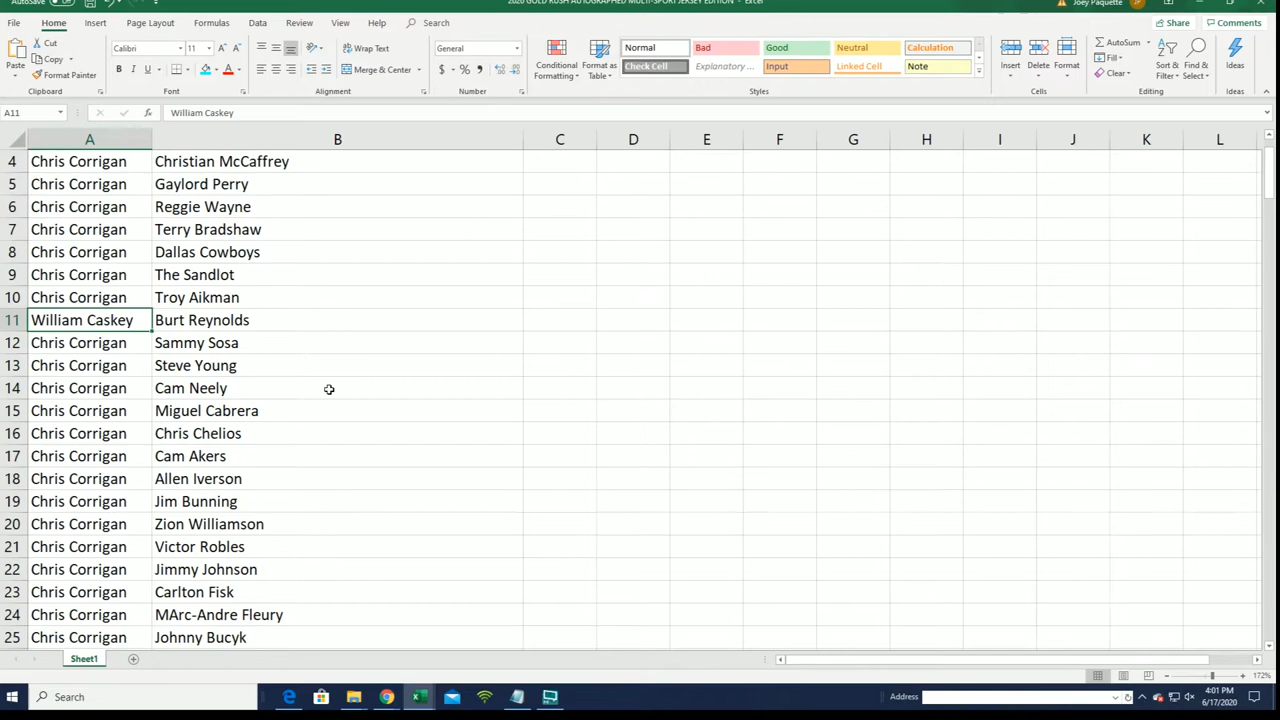 AutoSave
2020 GOLD RUSH AUTOGRAPHED MULTI-SPORT JERSEY EDITION - Excel
Joey Paquette JP
File Home Insert Page Layout Formulas Data Review View Help Search Share Comments
Paste Cut Copy Format Painter
Calibri 11 A A
B I U A
Wrap Text
Merge & Center
General
$ %
Conditional Formatting Format as Table
Normal Bad Good Neutral Calculation
Check Cell Explanatory ... Input Linked Cell Note
Insert Delete Format
AutoSum Fill Clear
Sort & Filter Find & Select
Ideas
Clipboard Font Alignment Number Styles Cells Editing Ideas
A11 fx William Caskey
A B C D E F G H I J K L
4 Chris Corrigan Christian McCaffrey
5 Chris Corrigan Gaylord Perry
6 Chris Corrigan Reggie Wayne
7 Chris Corrigan Terry Bradshaw
8 Chris Corrigan Dallas Cowboys
9 Chris Corrigan The Sandlot
10 Chris Corrigan Troy Aikman
11 William Caskey Burt Reynolds
12 Chris Corrigan Sammy Sosa
13 Chris Corrigan Steve Young
14 Chris Corrigan Cam Neely
15 Chris Corrigan Miguel Cabrera
16 Chris Corrigan Chris Chelios
17 Chris Corrigan Cam Akers
18 Chris Corrigan Allen Iverson
19 Chris Corrigan Jim Bunning
20 Chris Corrigan Zion Williamson
21 Chris Corrigan Victor Robles
22 Chris Corrigan Jimmy Johnson
23 Chris Corrigan Carlton Fisk
24 Chris Corrigan MArc-Andre Fleury
25 Chris Corrigan Johnny Bucyk
Sheet1
172%
Search Address 4:01 PM
6/17/2020